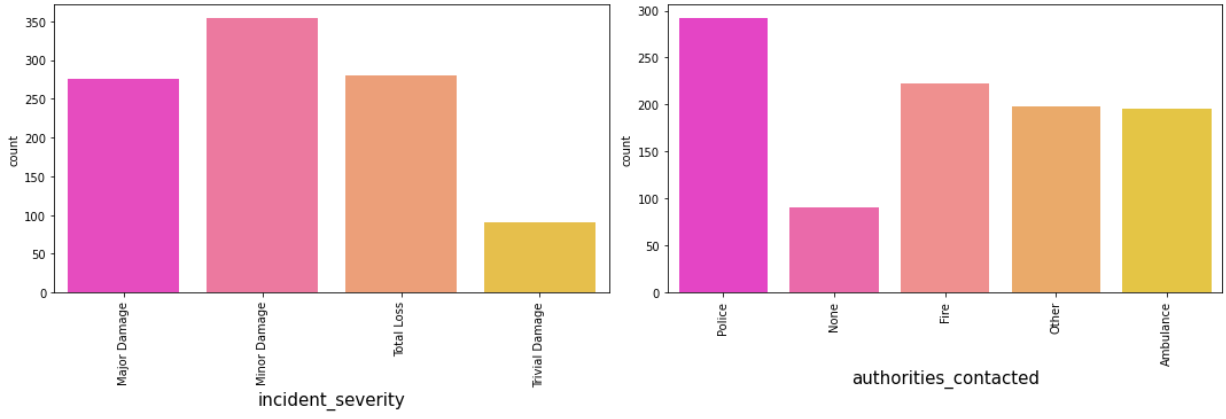 350
300
250
200
150
100
50
0
count
Major Damage
Minor Damage
Total Loss
Trivial Damage
incident_severity
300
250
200
150
100
50
0
count
Police
None
Fire
Other
Ambulance
authorities_contacted